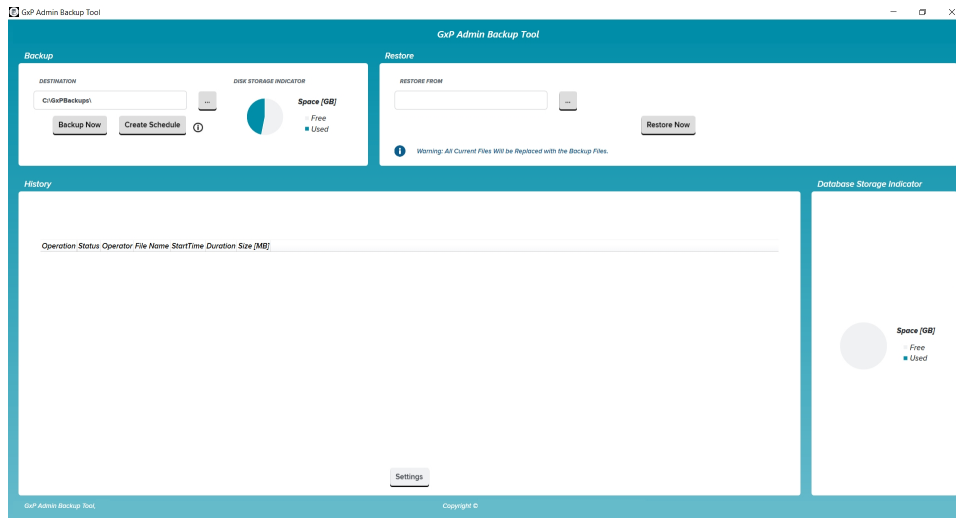 GxP Admin Backup Tool
GxP Admin Backup Tool
Backup
DESTINATION
C:\GxPBackups\
...
Backup Now
Create Schedule
DISK STORAGE INDICATOR
Space [GB]
Free
Used
Restore
RESTORE FROM
...
Restore Now
Warning: All Current Files Will be Replaced with the Backup Files.
History
Operation Status Operator File Name StartTime Duration Size [MB]
Settings
Database Storage Indicator
Space [GB]
Free
Used
GxP Admin Backup Tool,
Copyright ©